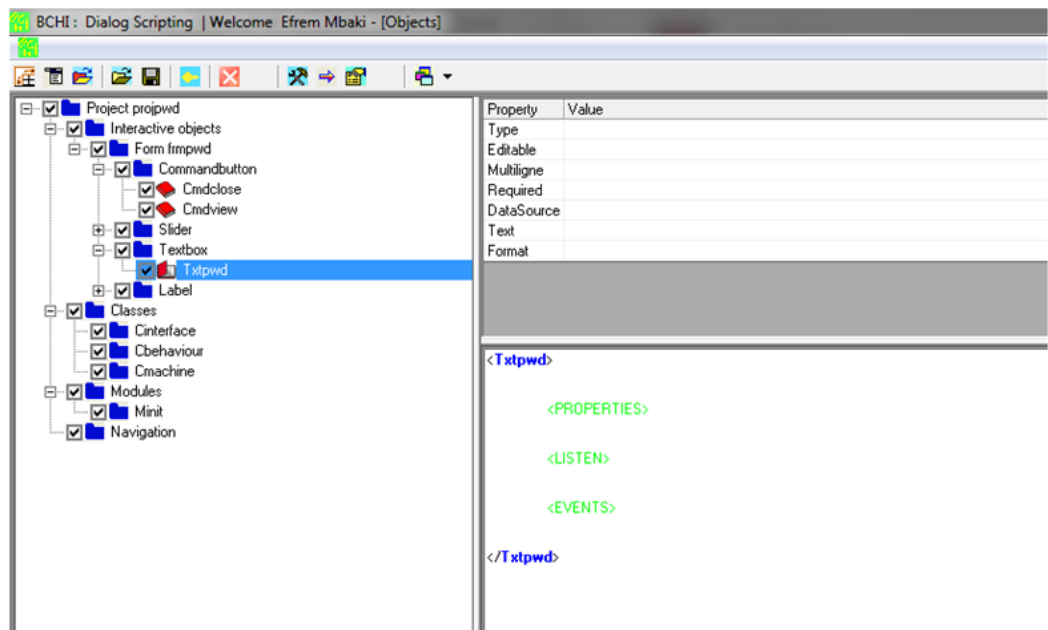 BCHI : Dialog Scripting | Welcome Efrem Mbaki - [Objects]
Project projpwd
Interactive objects
Form frmpwd
Commandbutton
Cmdclose
Cmdview
Slider
Textbox
Txtpwd
Label
Classes
Cinterface
Cbehaviour
Cmachine
Modules
Minit
Navigation
Property Value
Type
Editable
Multiligne
Required
DataSource
Text
Format
<Txtpwd>
<PROPERTIES>
<LISTEN>
<EVENTS>
</Txtpwd>